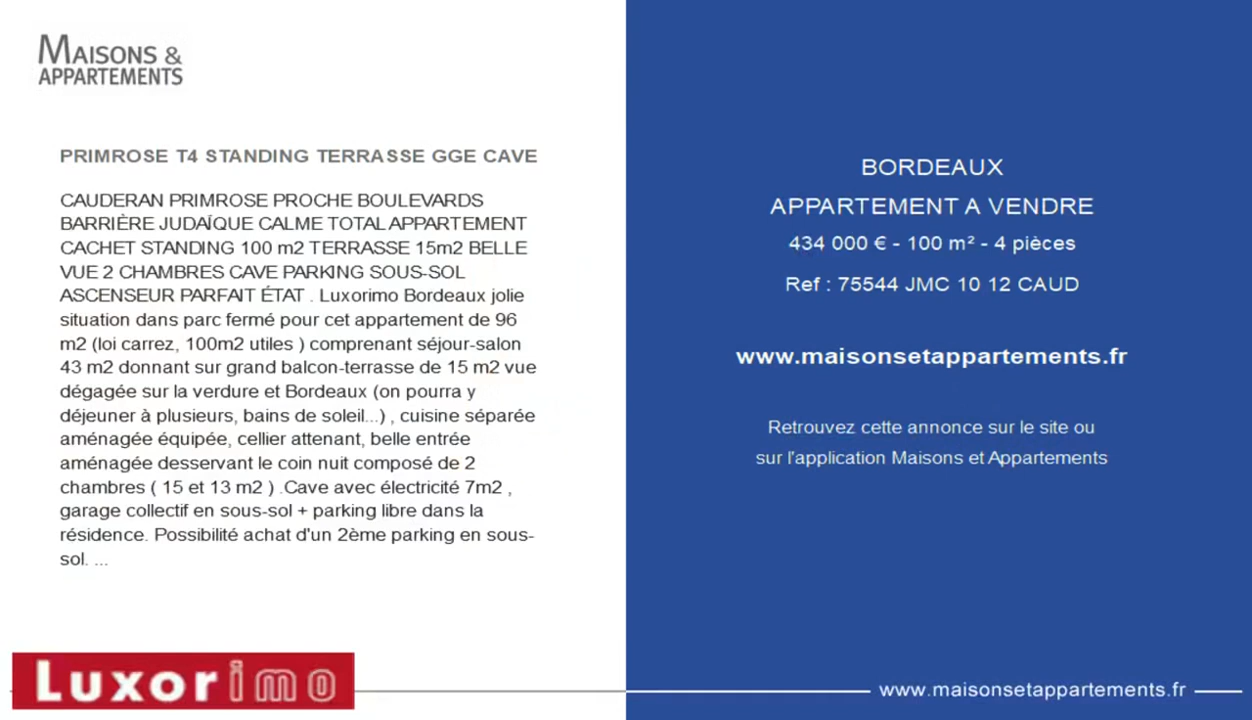 MAISONS &
APPARTEMENTS
PRIMROSE T4 STANDING TERRASSE GGE CAVE
CAUDERAN PRIMROSE PROCHE BOULEVARDS
BARRIÈRE JUDAÏQUE CALME TOTAL APPARTEMENT
CACHET STANDING 100 m2 TERRASSE 15m2 BELLE
VUE 2 CHAMBRES CAVE PARKING SOUS-SOL
ASCENSEUR PARFAIT ÉTAT . Luxorimo Bordeaux jolie
situation dans parc fermé pour cet appartement de 96
m2 (loi carrez, 100m2 utiles ) comprenant séjour-salon
43 m2 donnant sur grand balcon-terrasse de 15 m2 vue
dégagée sur la verdure et Bordeaux (on pourra y
déjeuner à plusieurs, bains de soleil...) , cuisine séparée
aménagée équipée, cellier attenant, belle entrée
aménagée desservant le coin nuit composé de 2
chambres ( 15 et 13 m2 ) .Cave avec électricité 7m2 ,
garage collectif en sous-sol + parking libre dans la
résidence. Possibilité achat d'un 2ème parking en sous-
sol. ...
Luxorimo
BORDEAUX
APPARTEMENT A VENDRE
434 000 € - 100 m² - 4 pièces
Ref : 75544 JMC 10 12 CAUD
www.maisonsetappartements.fr
Retrouvez cette annonce sur le site ou
sur l'application Maisons et Appartements
www.maisonsetappartements.fr